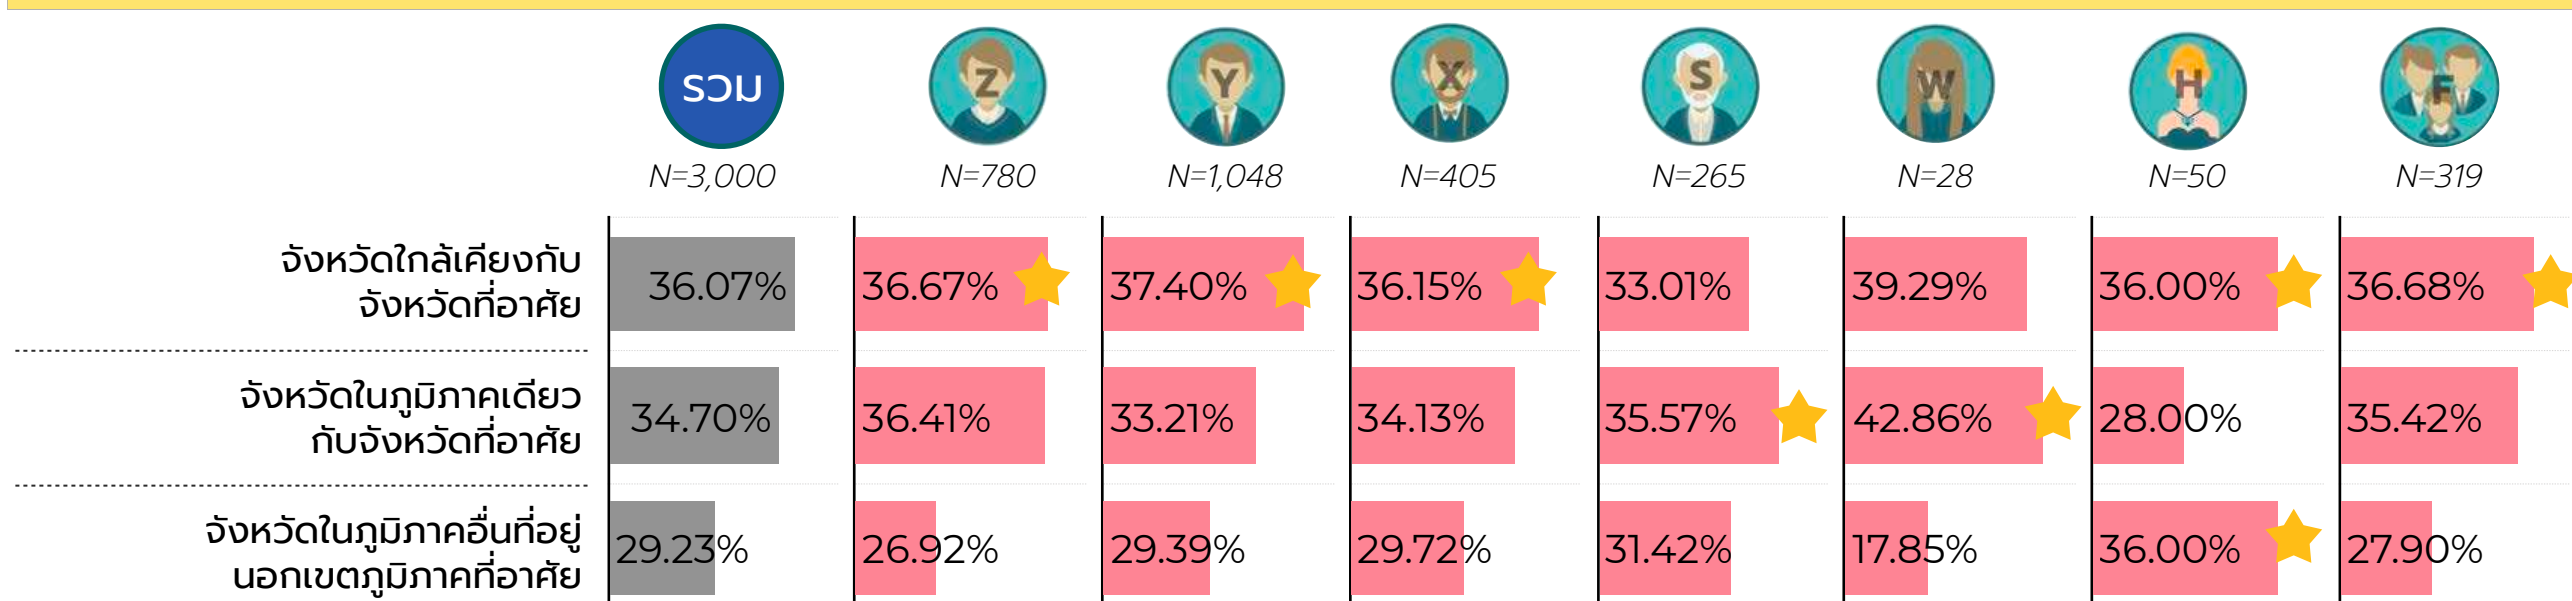 รวม Z Y X S W H F
N=3,000 N=780 N=1,048 N=405 N=265 N=28 N=50 N=319
จังหวัดใกล้เคียงกับ
จังหวัดที่อาศัย
36.07% 36.67% 37.40% 36.15% 33.01% 39.29% 36.00% 36.68%
จังหวัดในภูมิภาคเดียว
กับจังหวัดที่อาศัย
34.70% 36.41% 33.21% 34.13% 35.57% 42.86% 28.00% 35.42%
จังหวัดในภูมิภาคอื่นที่อยู่
นอกเขตภูมิภาคที่อาศัย
29.23% 26.92% 29.39% 29.72% 31.42% 17.85% 36.00% 27.90%